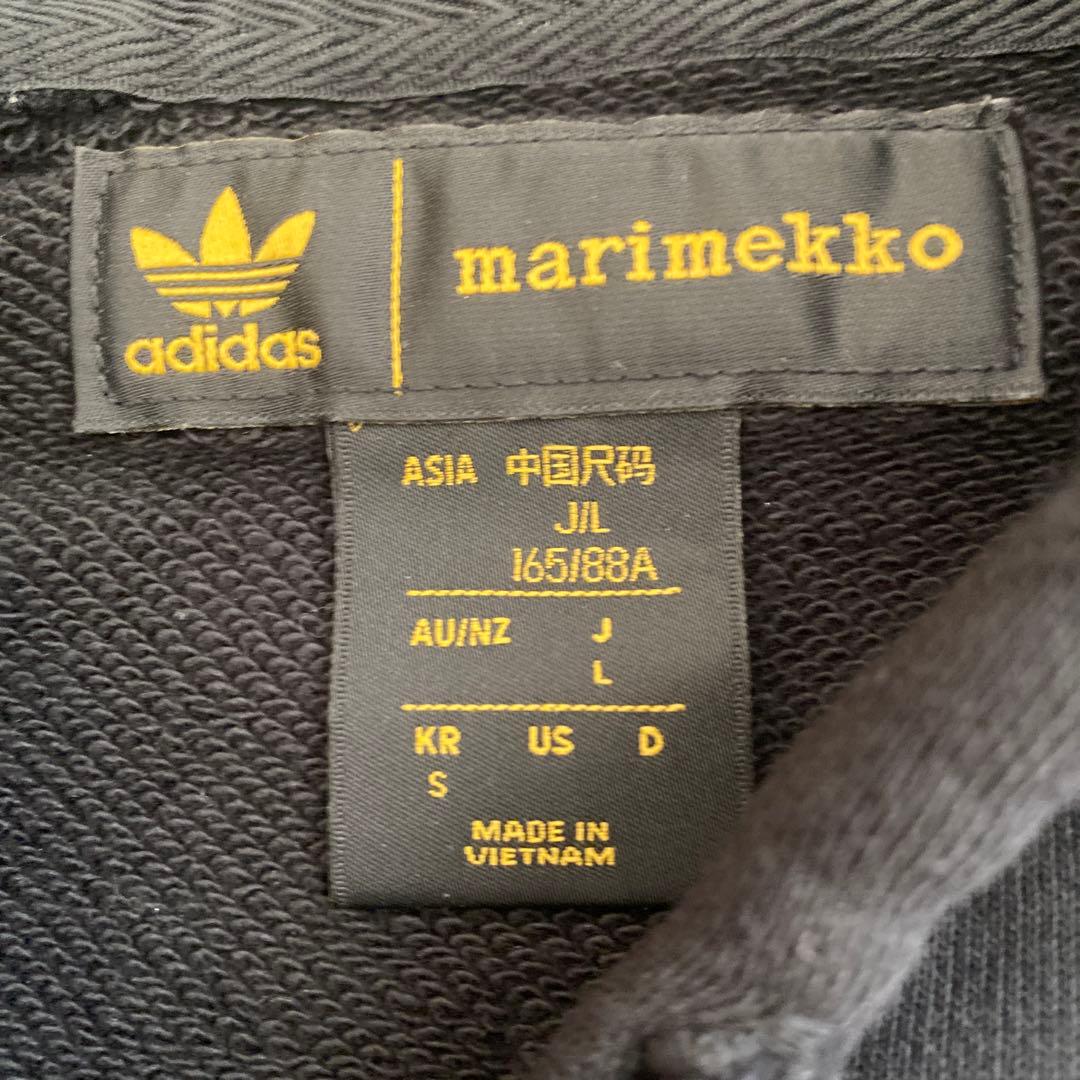 adidas
marimekko
ASIA 中国尺码
J/L
165/88A
AU/NZ J
L
KR US D
S
MADE IN
VIETNAM